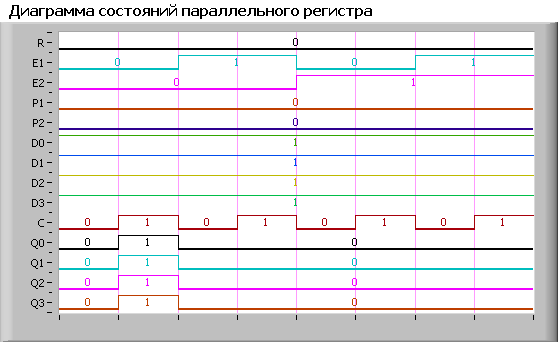 Диаграмма состояний параллельного регистра
R 0
E1 0 1 0 1
E2 0 1
P1 0
P2 0
D0 1
D1 1
D2 1
D3 1
C 0 1 0 1 0 1 0 1
Q0 0 1 0
Q1 0 1 0
Q2 0 1 0
Q3 0 1 0